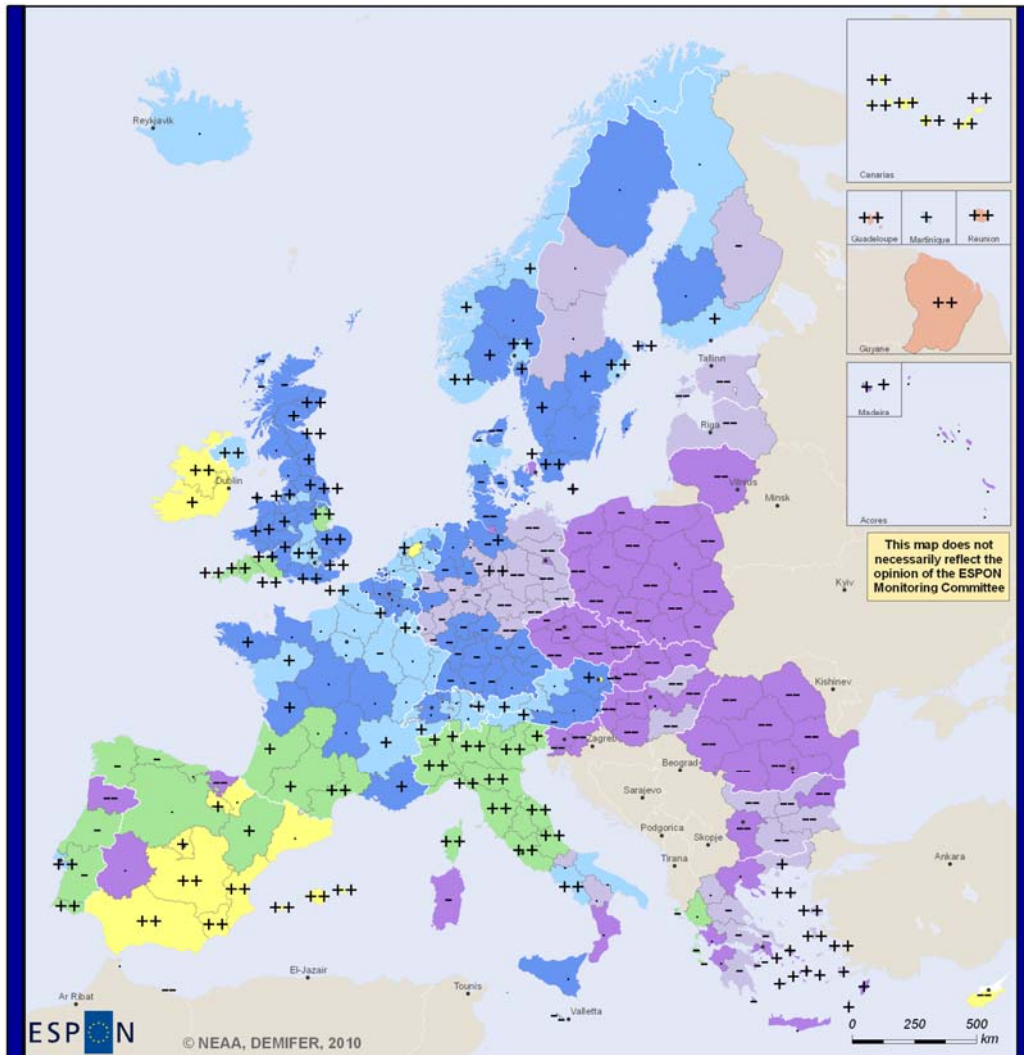 Canarias
Guadeloupe
Martinique
Reunion
Guyane
Madeira
Acores
This map does not
necessarily reflect the
opinion of the ESPON
Monitoring Committee
Reykjavik
Tallinn
Riga
Dublin
Vilnius
Minsk
Kyiv
Kishinev
Zagreb
Beograd
Sarajevo
Podgorica
Skopje
Tirana
Ankara
El-Jazair
Tounis
Ar Ribat
Valletta
0 250 500
km
ESPON
© NEAA, DEMIFER, 2010